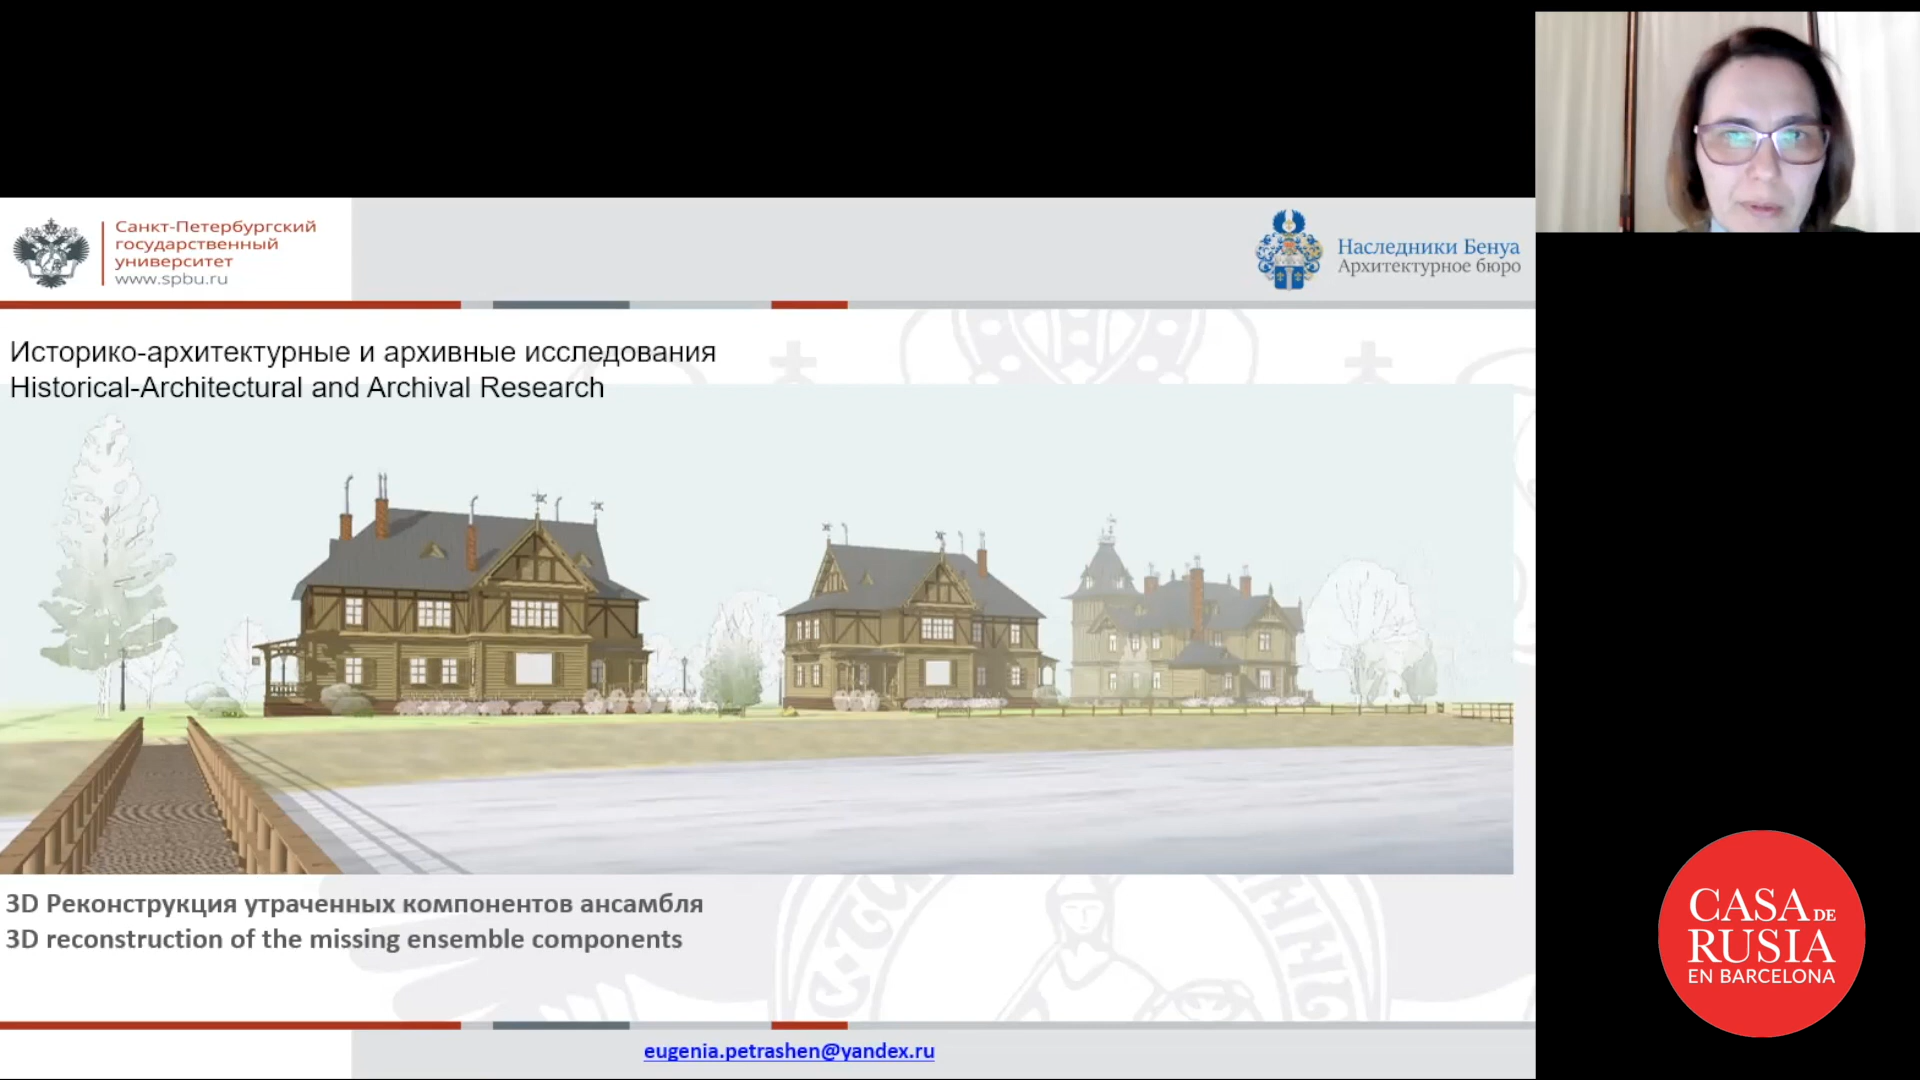 Санкт-Петербургский
государственный
университет
www.spbu.ru
Наследники Бенуа
Архитектурное бюро
Историко-архитектурные и архивные исследования
Historical-Architectural and Archival Research
3D Реконструкция утраченных компонентов ансамбля
3D reconstruction of the missing ensemble components
eugenia.petrashen@yandex.ru
CASA DE
RUSIA
EN BARCELONA